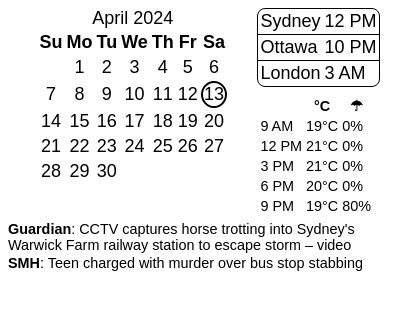 April 2024
Su Mo Tu We Th Fr Sa
1 2 3 4 5 6
7 8 9 10 11 12 13
14 15 16 17 18 19 20
21 22 23 24 25 26 27
28 29 30
Sydney 12 PM
Ottawa 10 PM
London 3 AM
°C ☂
9 AM 19°C 0%
12 PM 21°C 0%
3 PM 21°C 0%
6 PM 20°C 0%
9 PM 19°C 80%
Guardian: CCTV captures horse trotting into Sydney's
Warwick Farm railway station to escape storm – video
SMH: Teen charged with murder over bus stop stabbing